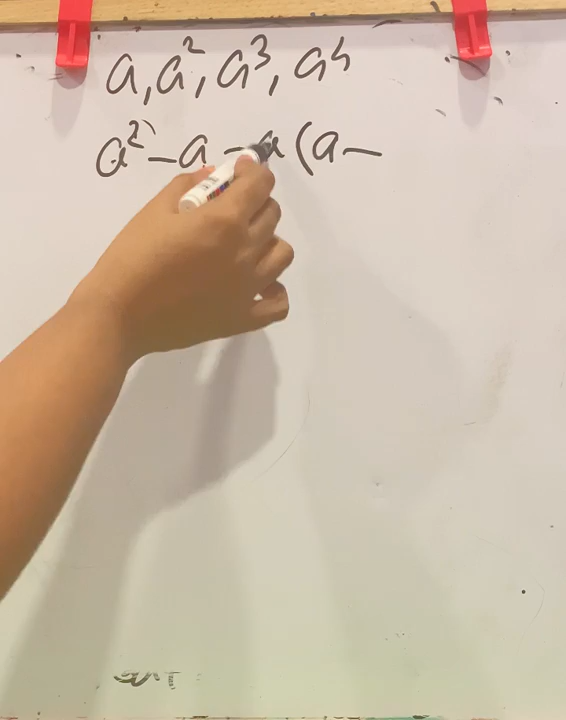 a, a², a³, a⁴
a² - a - a (a -